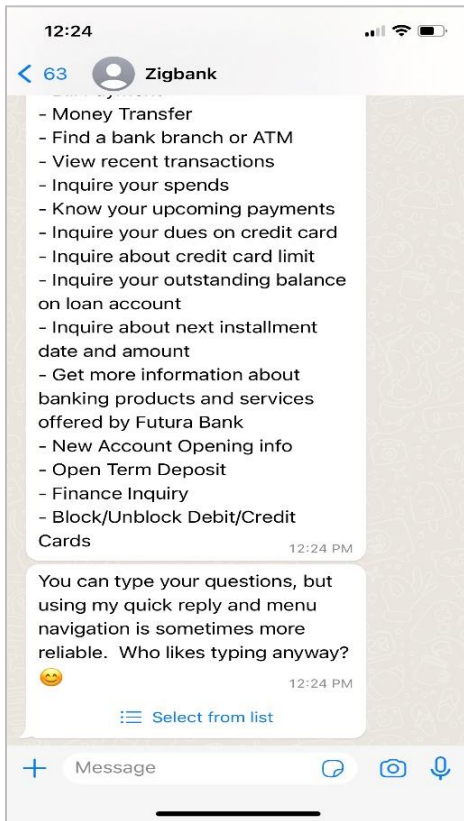 12:24
63 Zigbank
- Money Transfer
- Find a bank branch or ATM
- View recent transactions
- Inquire your spends
- Know your upcoming payments
- Inquire your dues on credit card
- Inquire about credit card limit
- Inquire your outstanding balance
on loan account
- Inquire about next installment
date and amount
- Get more information about
banking products and services
offered by Futura Bank
- New Account Opening info
- Open Term Deposit
- Finance Inquiry
- Block/Unblock Debit/Credit
Cards
12:24 PM
You can type your questions, but
using my quick reply and menu
navigation is sometimes more
reliable.  Who likes typing anyway?
😊
12:24 PM
Select from list
Message